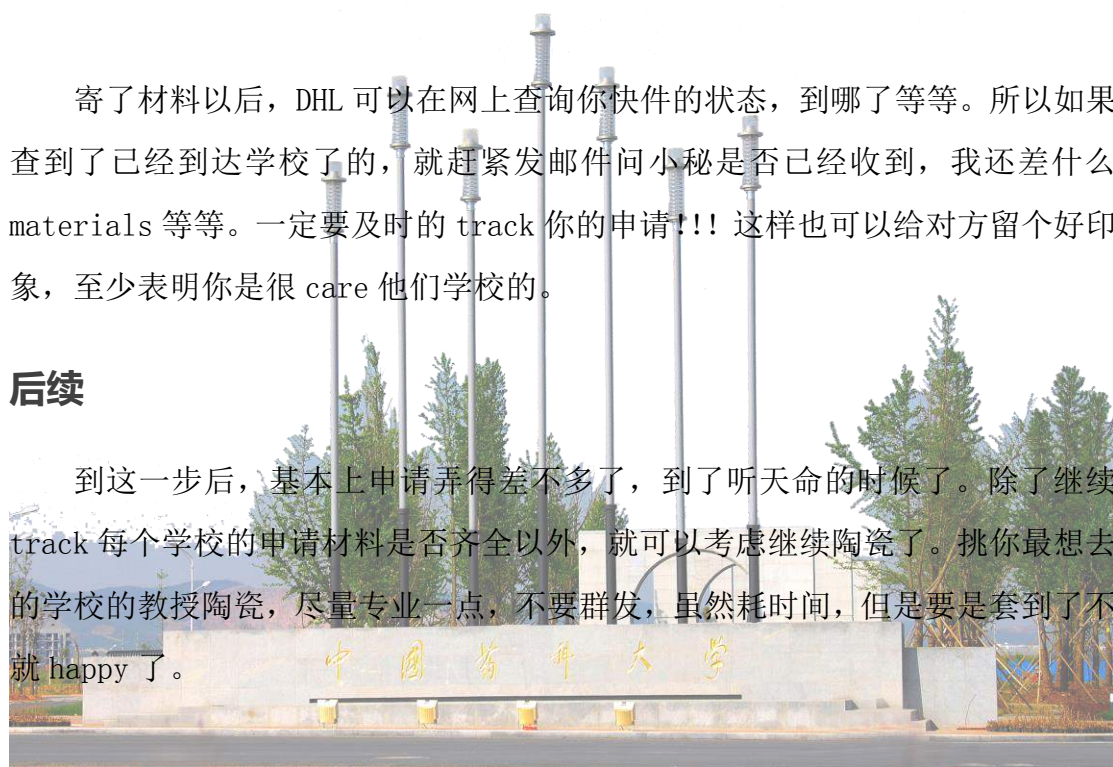 寄了材料以后，DHL 可以在网上查询你快件的状态，到哪了等等。所以如果
查到了已经到达学校了的，就赶紧发邮件问小秘是否已经收到，我还差什么
materials 等等。一定要及时的 track 你的申请!!! 这样也可以给对方留个好印
象，至少表明你是很 care 他们学校的。
后续
到这一步后，基本上申请弄得差不多了，到了听天命的时候了。除了继续
track 每个学校的申请材料是否齐全以外，就可以考虑继续陶瓷了。挑你最想去
的学校的教授陶瓷，尽量专业一点，不要群发，虽然耗时间，但是要是套到了不
就 happy 了。
中国药科大学